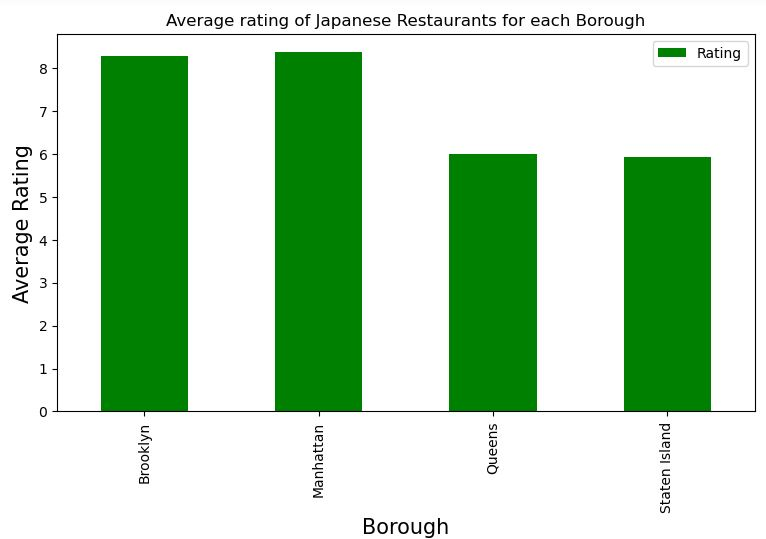 Average rating of Japanese Restaurants for each Borough
Rating
8
7
6
5
4
3
2
1
0
Average Rating
Brooklyn
Manhattan
Queens
Staten Island
Borough